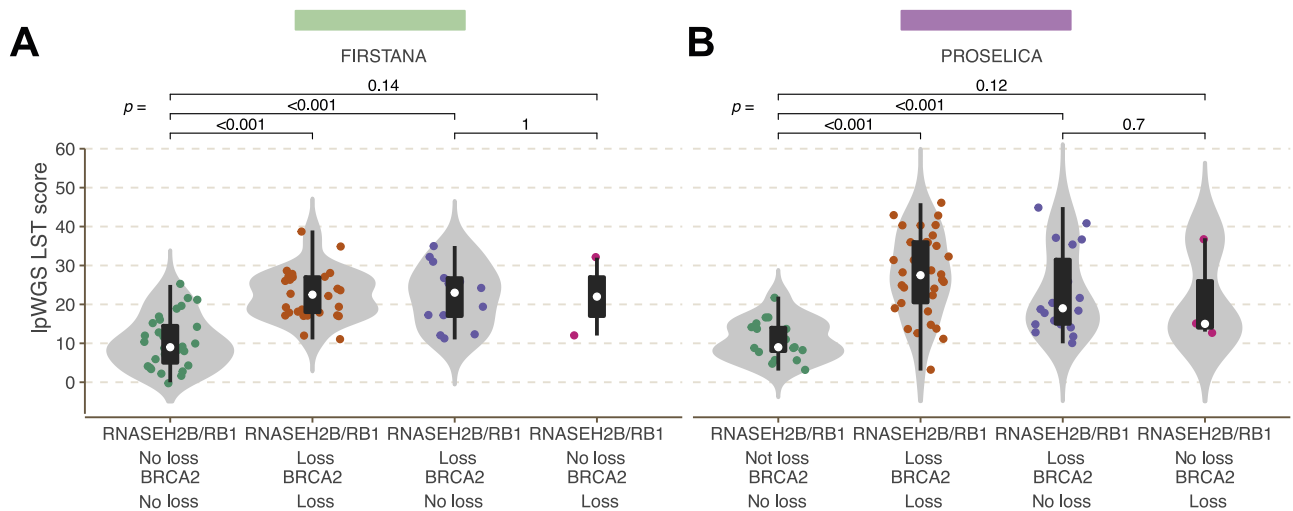 A
FIRSTANA
0.14
p =
<0.001
<0.001
1
lpWGS LST score
60
50
40
30
20
10
0
RNASEH2B/RB1 RNASEH2B/RB1 RNASEH2B/RB1 RNASEH2B/RB1
No loss Loss Loss No loss
BRCA2 BRCA2 BRCA2 BRCA2
No loss Loss No loss Loss
B
PROSELICA
0.12
p =
<0.001
<0.001
0.7
RNASEH2B/RB1 RNASEH2B/RB1 RNASEH2B/RB1 RNASEH2B/RB1
Not loss Loss Loss No loss
BRCA2 BRCA2 BRCA2 BRCA2
No loss Loss No loss Loss